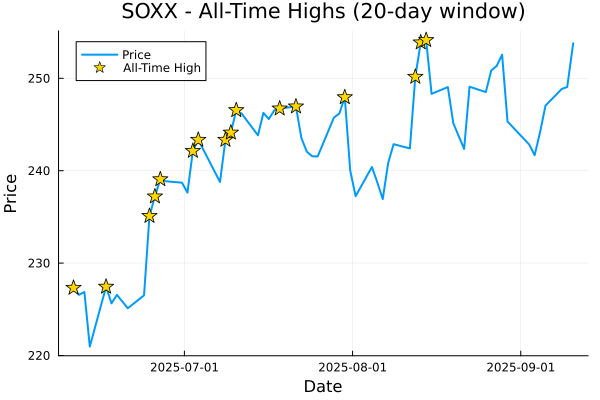 SOXX - All-Time Highs (20-day window)
Price
All-Time High
250
240
230
220
Price
2025-07-01
2025-08-01
2025-09-01
Date